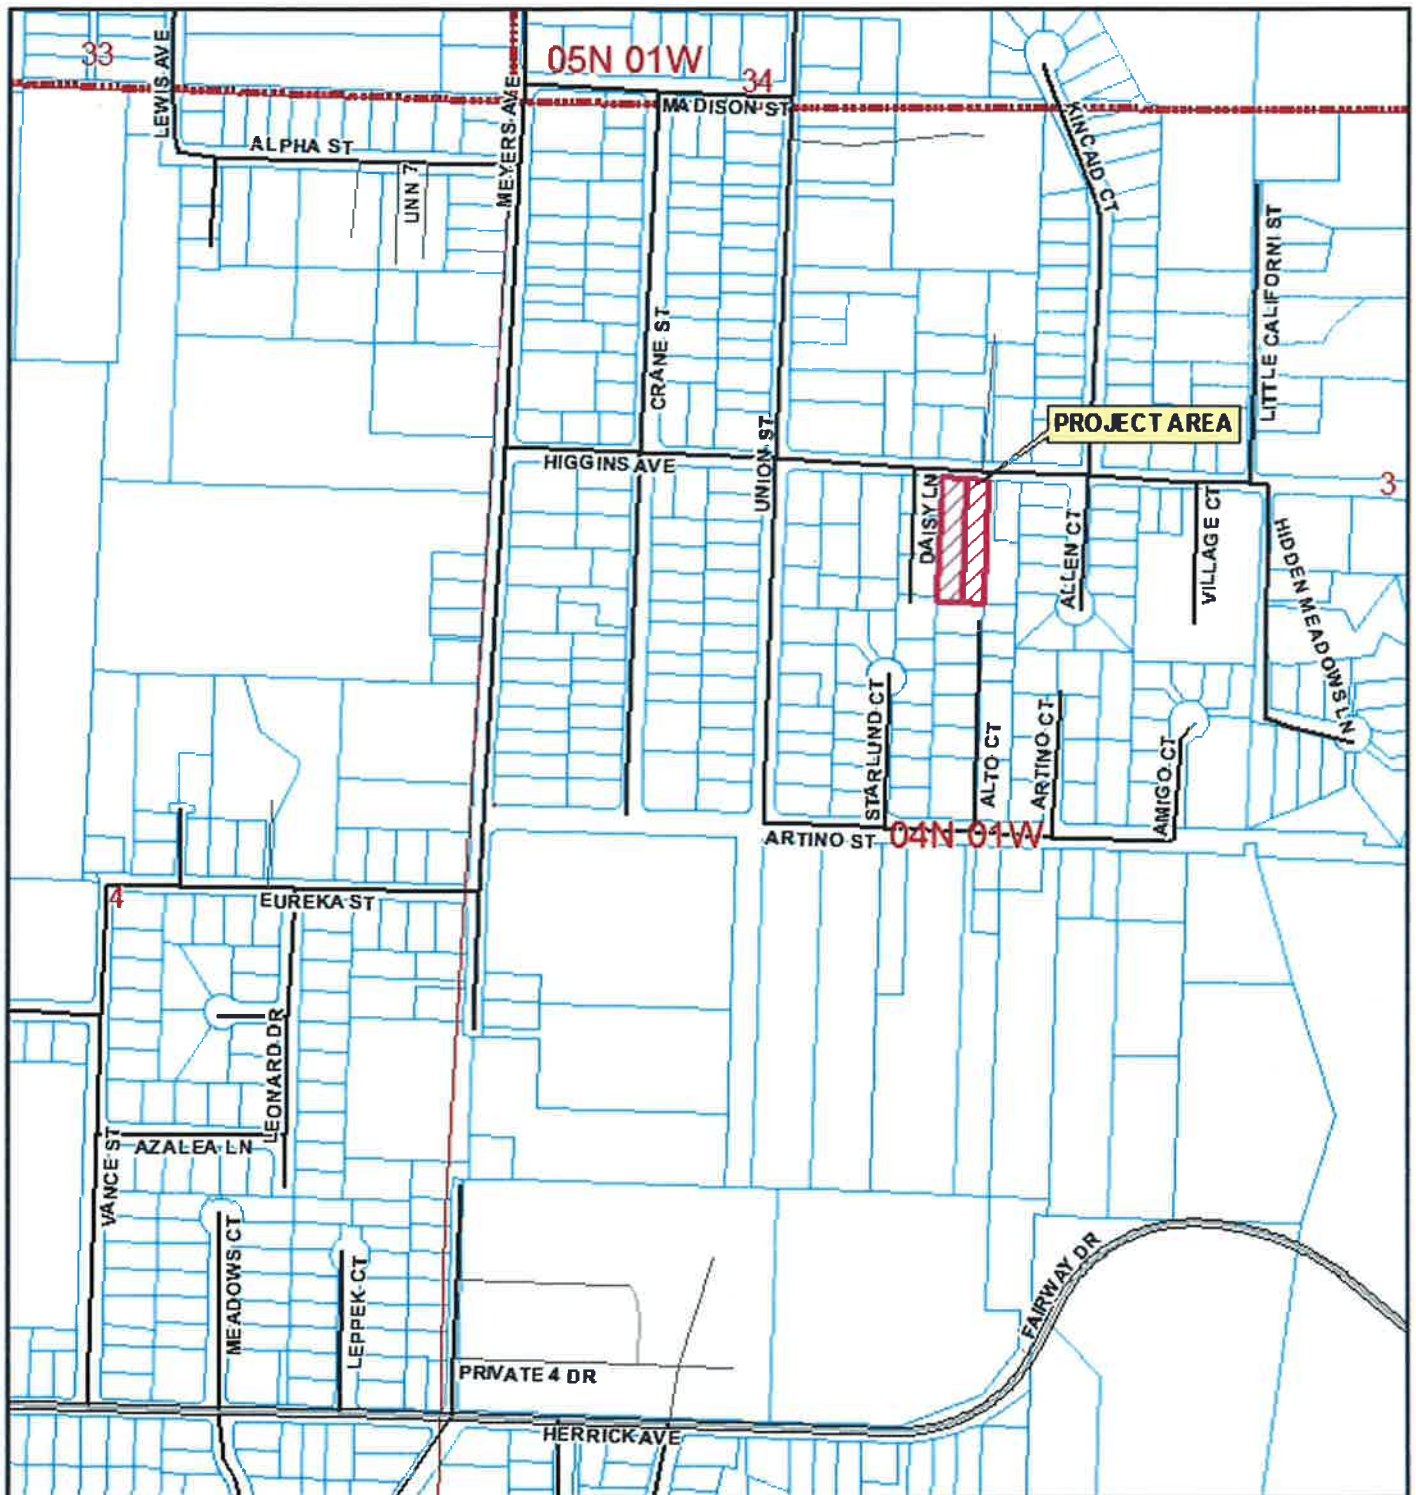 33
LEWIS AVE
05N 01W
34
MADISON ST
MEYERS AVE
ALPHA ST
UNN 7
KINCAID CT
LITTLE CALIFORNI ST
CRANE ST
PROJECT AREA
UNION ST
HIGGINS AVE
3
DAISY LN
ALLEN CT
VILLAGE CT
HIDDEN MEADOWS LN
STARLUND CT
ALTO CT
ARTINO CT
AMIGO CT
ARTINO ST
04N 01W
4
EUREKA ST
LEONARD DR
AZALEA LN
VANCE ST
MEADOWS CT
LEPPEK CT
FAIRWAY DR
PRIVATE 4 DR
HERRICK AVE